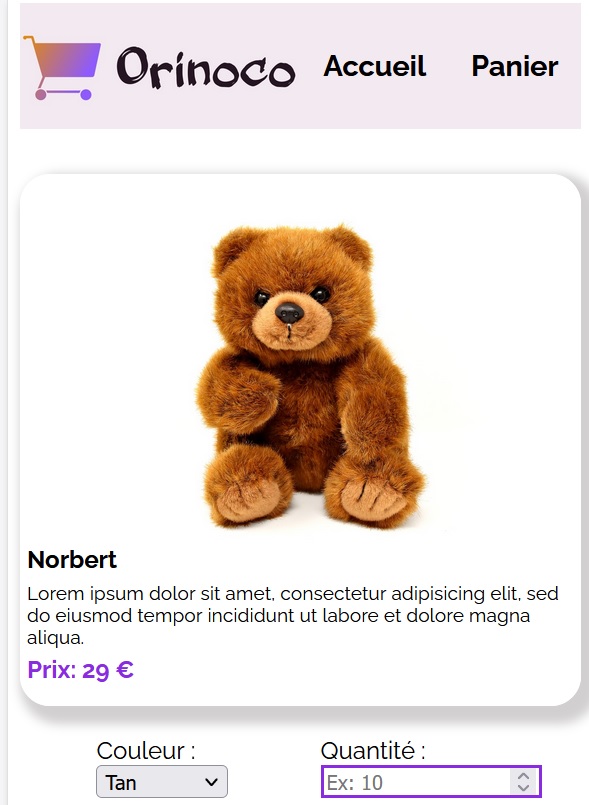 Orinoco Accueil Panier
Norbert
Lorem ipsum dolor sit amet, consectetur adipisicing elit, sed
do eiusmod tempor incididunt ut labore et dolore magna
aliqua.
Prix: 29 €
Couleur : Quantité :
Tan Ex: 10